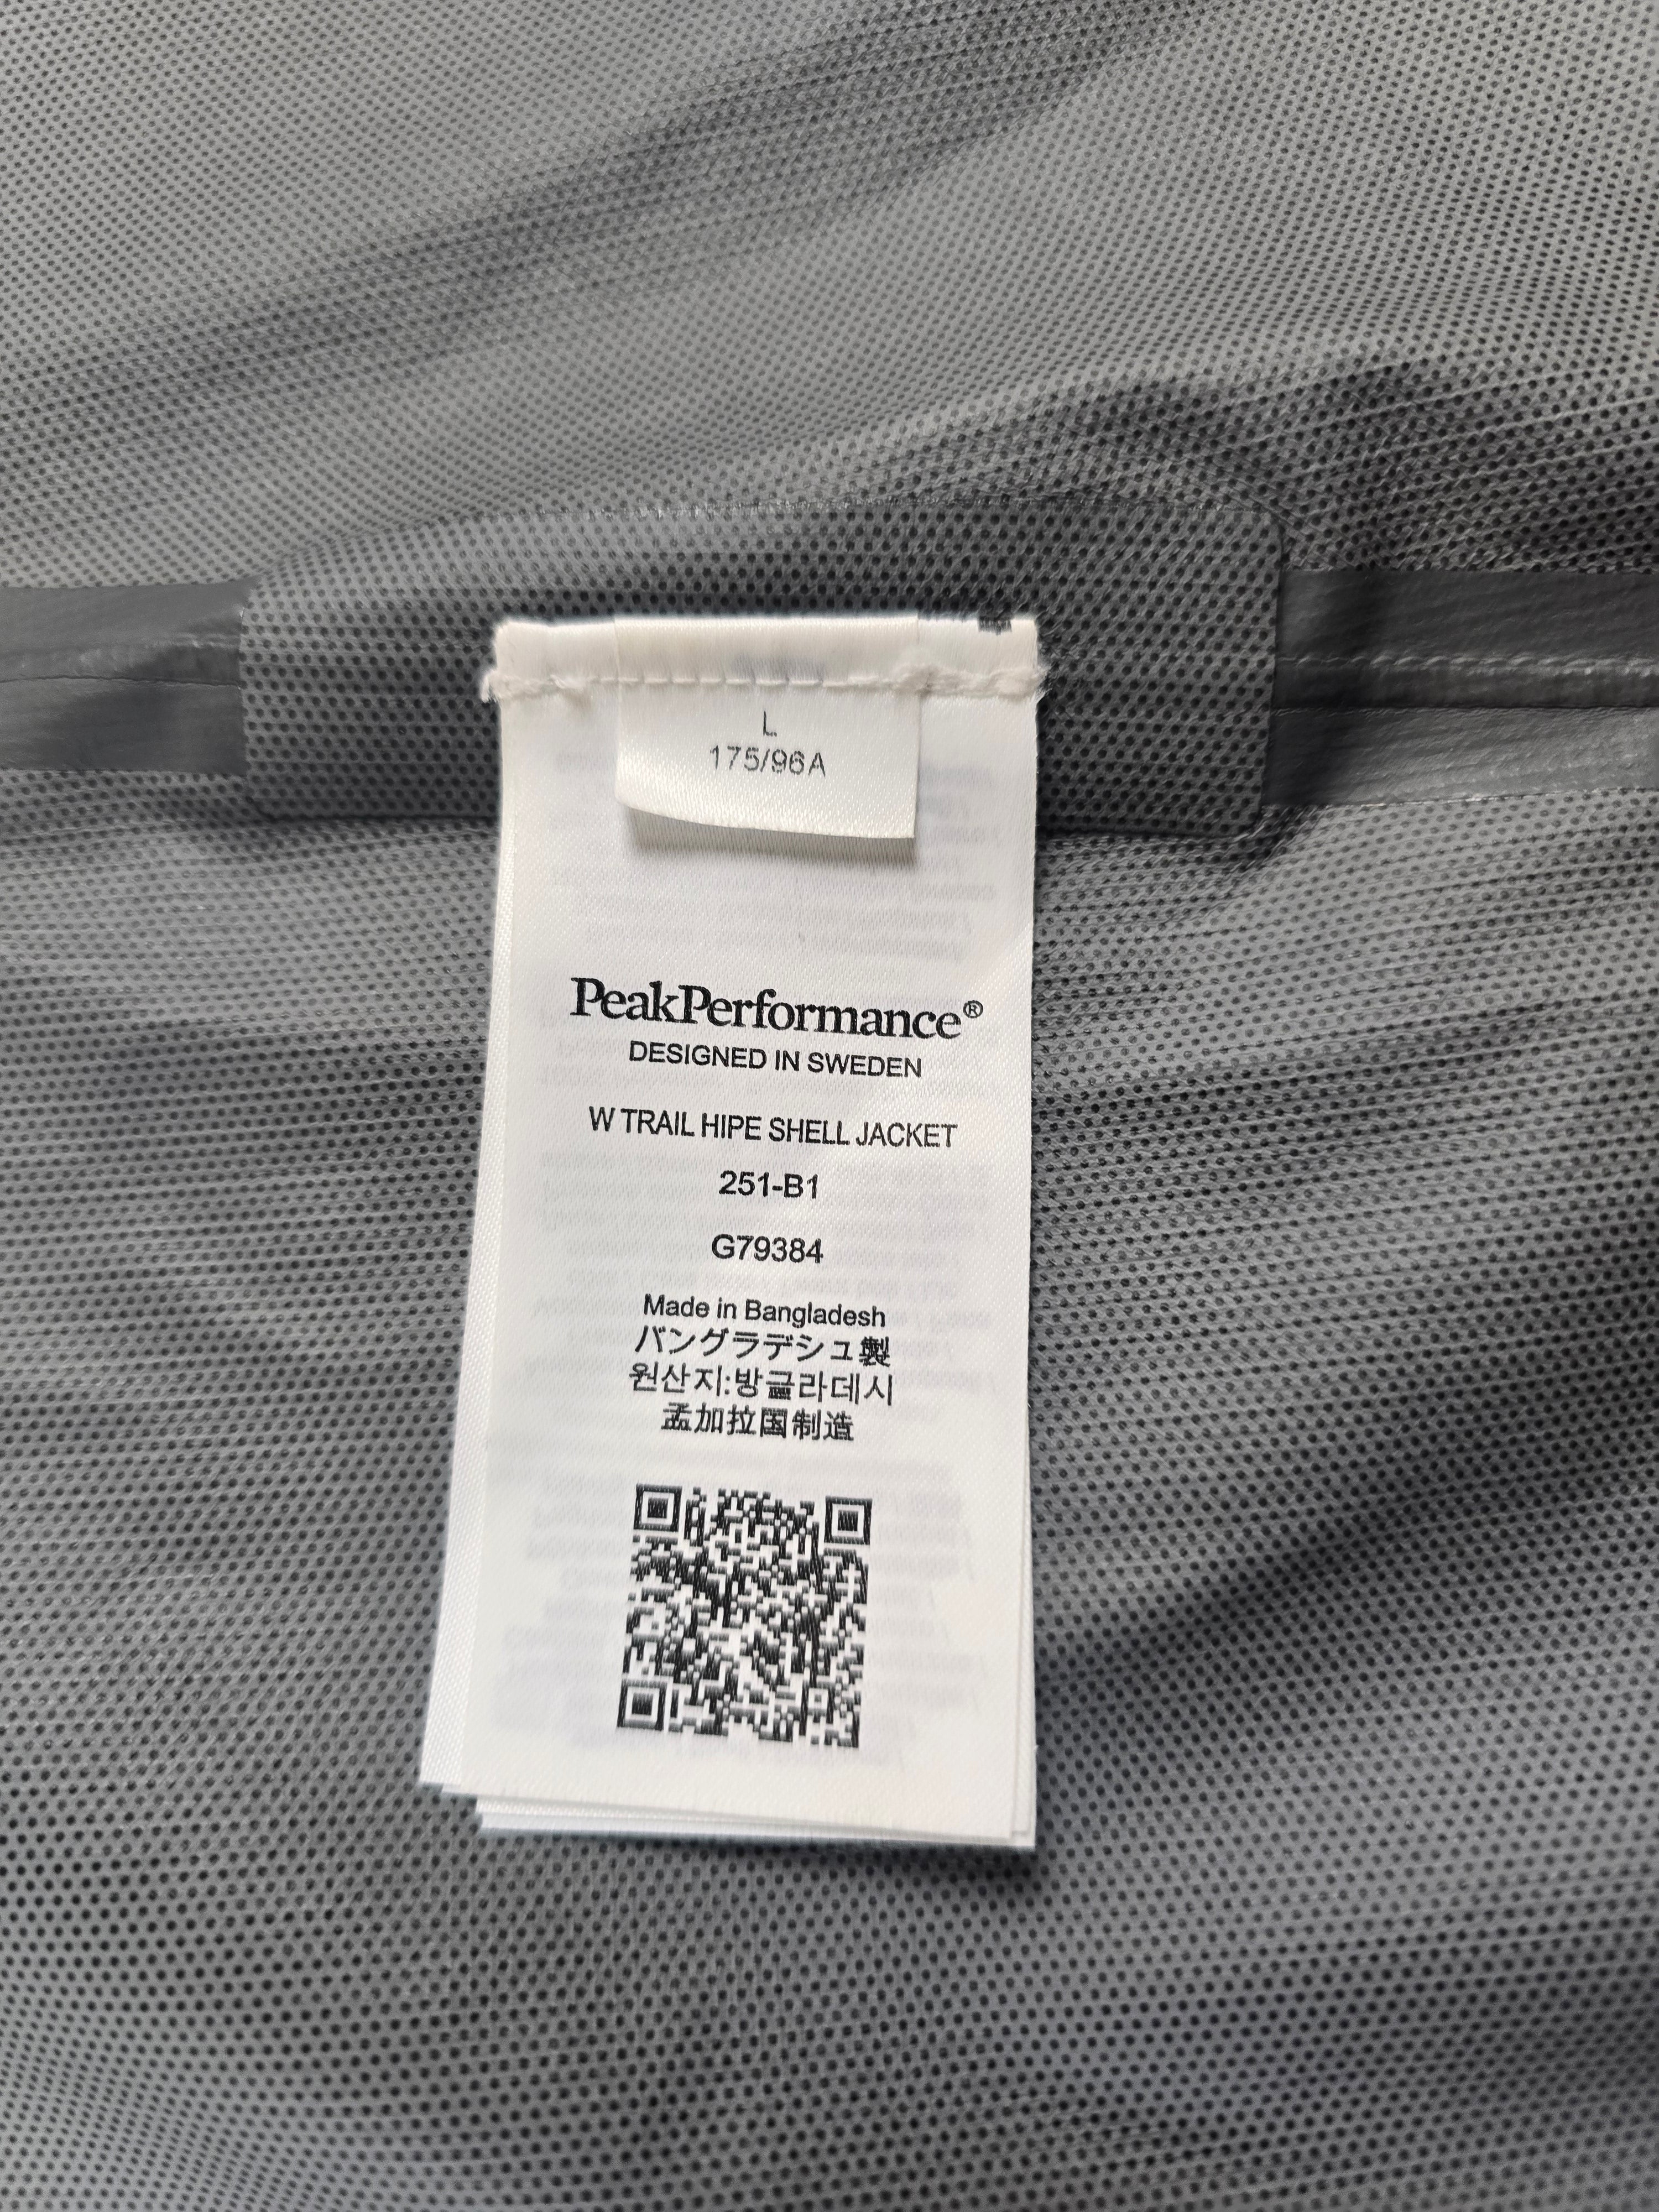 L
175/96A
PeakPerformance®
DESIGNED IN SWEDEN
W TRAIL HIPE SHELL JACKET
251-B1
G79384
Made in Bangladesh
バングラデシュ製
원산지:방글라데시
孟加拉国制造